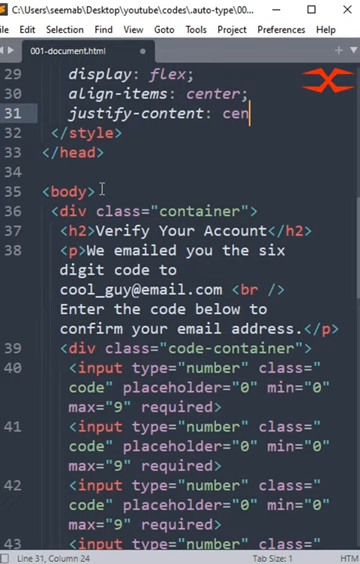 C:\Users\seemab\Desktop\youtube\codes\.auto-type\cen
File Edit Selection Find View Goto Tools Project Preferences Help
001-document.html
29 display: flex;
30 align-items: center;
31 justify-content: cen
32 </style>
33 </head>
34
35 <body>
36 <div class="container">
37 <h2>Verify Your Account</h2>
38 <p>We emailed you the six
digit code to
cool_guy@email.com <br />
Enter the code below to
confirm your email address.</p>
39 <div class="code-container">
40 <input type="number" class="
code" placeholder="0" min="0"
max="9" required>
41 <input type="number" class="
code" placeholder="0" min="0"
max="9" required>
42 <input type="number" class="
code" placeholder="0" min="0"
max="9" required>
43 <input type="number" class="
Line 31, Column 24 Tab Size: 1 HTM